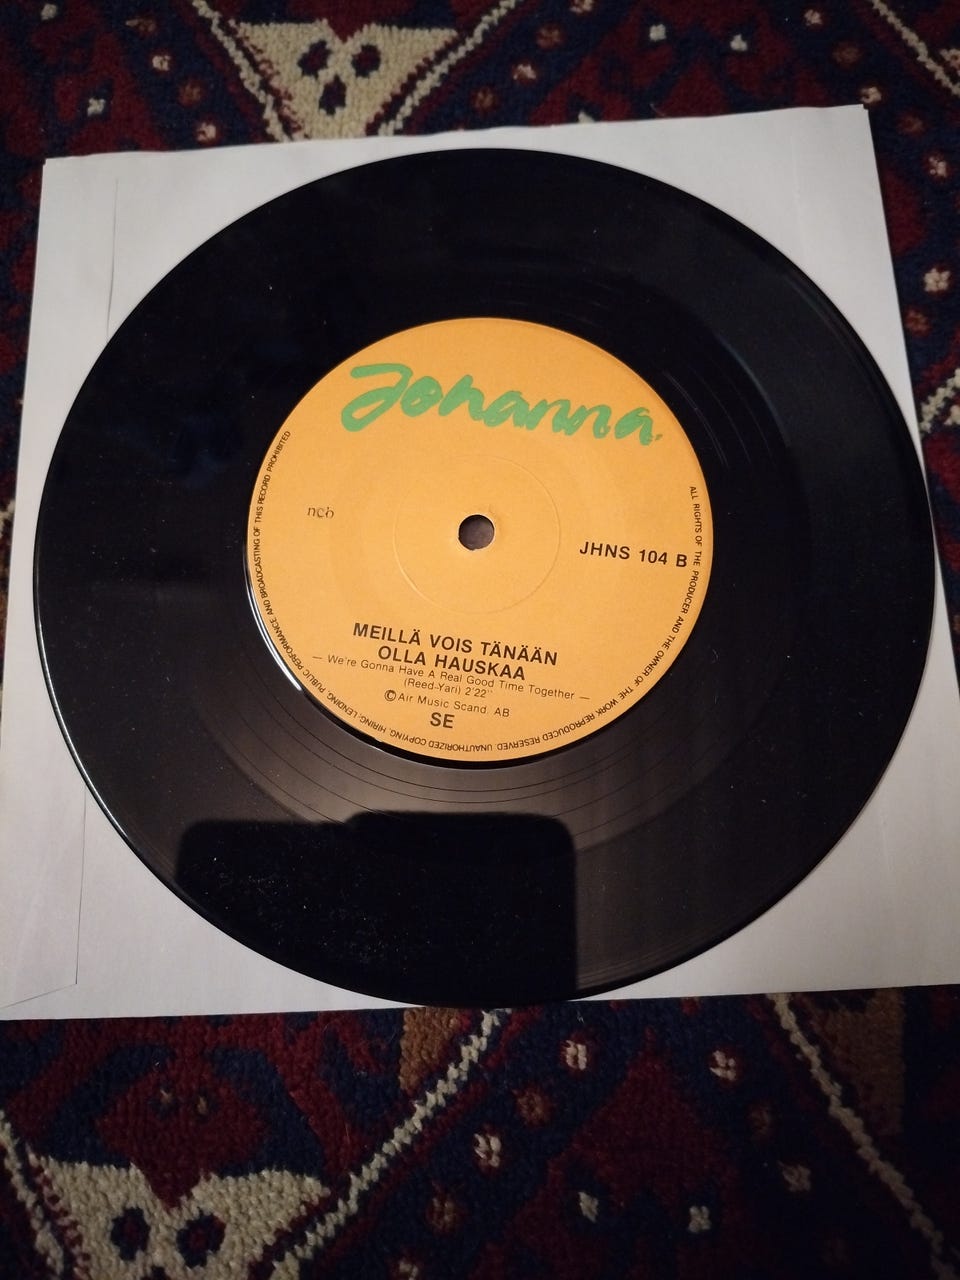 Johanna
ncb
JHNS 104 B
MEILLÄ VOIS TÄNÄÄN
OLLA HAUSKAA
— We're Gonna Have A Real Good Time Together —
(Reed-Yari) 2'22''
©Air Music Scand. AB
SE
ALL RIGHTS OF THE PRODUCER AND THE OWNER OF THE WORK REPRODUCED RESERVED. UNAUTHORIZED COPYING, HIRING, LENDING, PUBLIC PERFORMANCE AND BROADCASTING OF THIS RECORD PROHIBITED